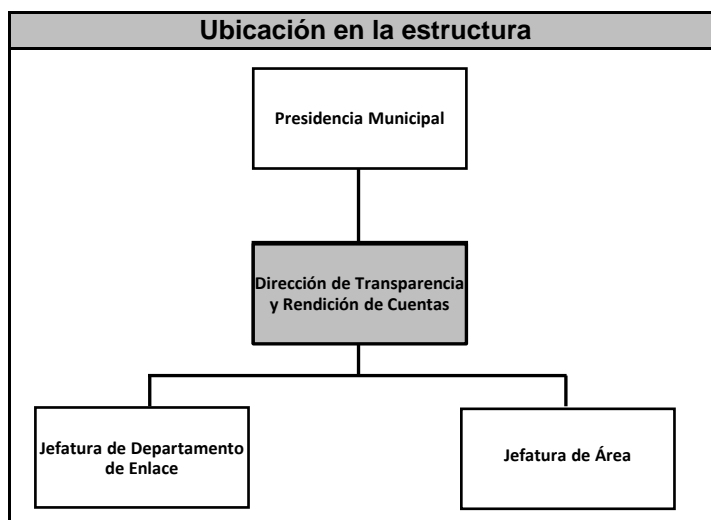 Ubicación en la estructura
Presidencia Municipal
Dirección de Transparencia
y Rendición de Cuentas
Jefatura de Departamento
de Enlace
Jefatura de Área